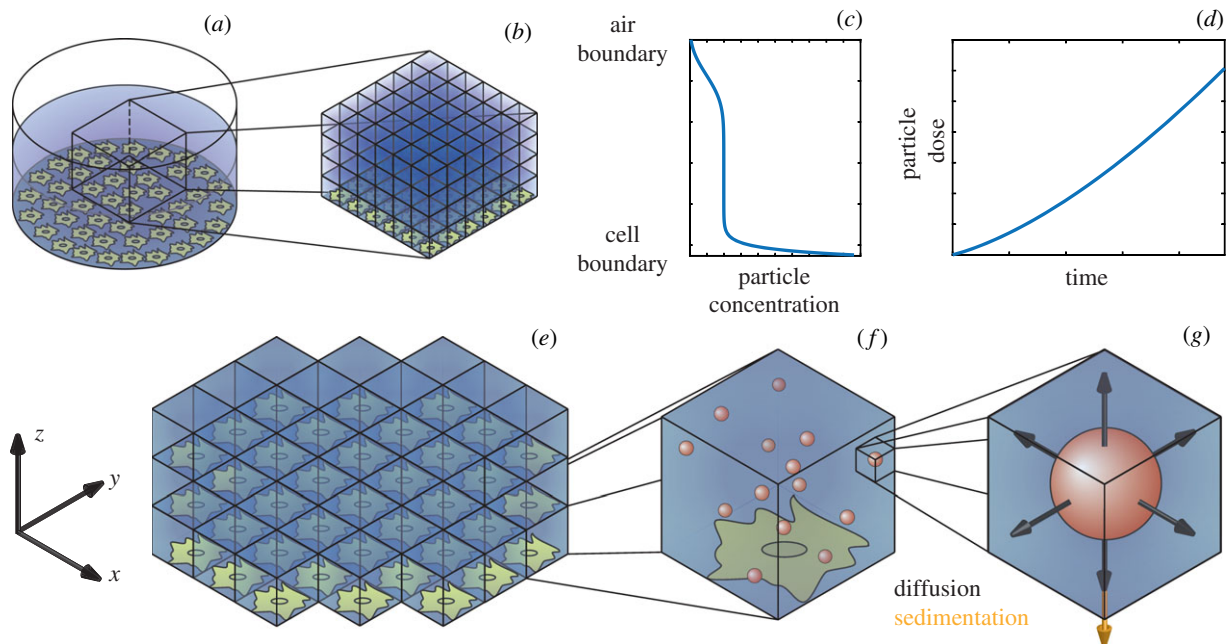 (a)
(b)
air
boundary
cell
boundary
(c)
particle
concentration
(d)
particle
dose
time
z
y
x
(e)
(f)
(g)
diffusion
sedimentation